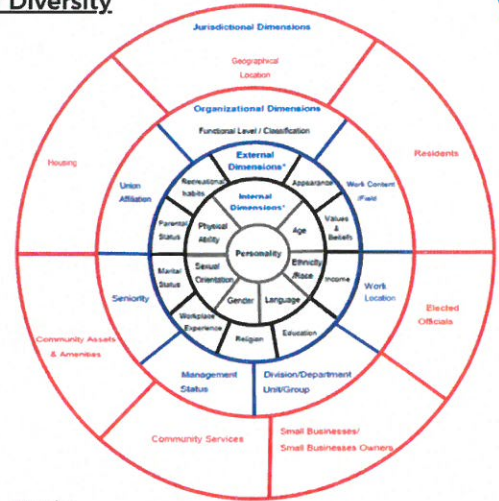 Diversity
Jurisdictional Dimensions
Geographical
Location
Organizational Dimensions
Functional Level / Classification
Housing
Residents
External
Dimensions*
Recreational
habits
Appearance
Union
Affiliation
Work Content
/Field
Internal
Dimensions*
Parental
Status
Physical
Ability
Age
Values
&
Beliefs
Personality
Marital
Status
Sexual
Orientation
Ethnicity
/Race
Income
Seniority
Gender
Language
Work
Location
Workplace
Experience
Religion
Education
Elected
Officials
Community Assets
& Amenities
Management
Status
Division/Department
Unit/Group
Community Services
Small Businesses/
Small Businesses Owners